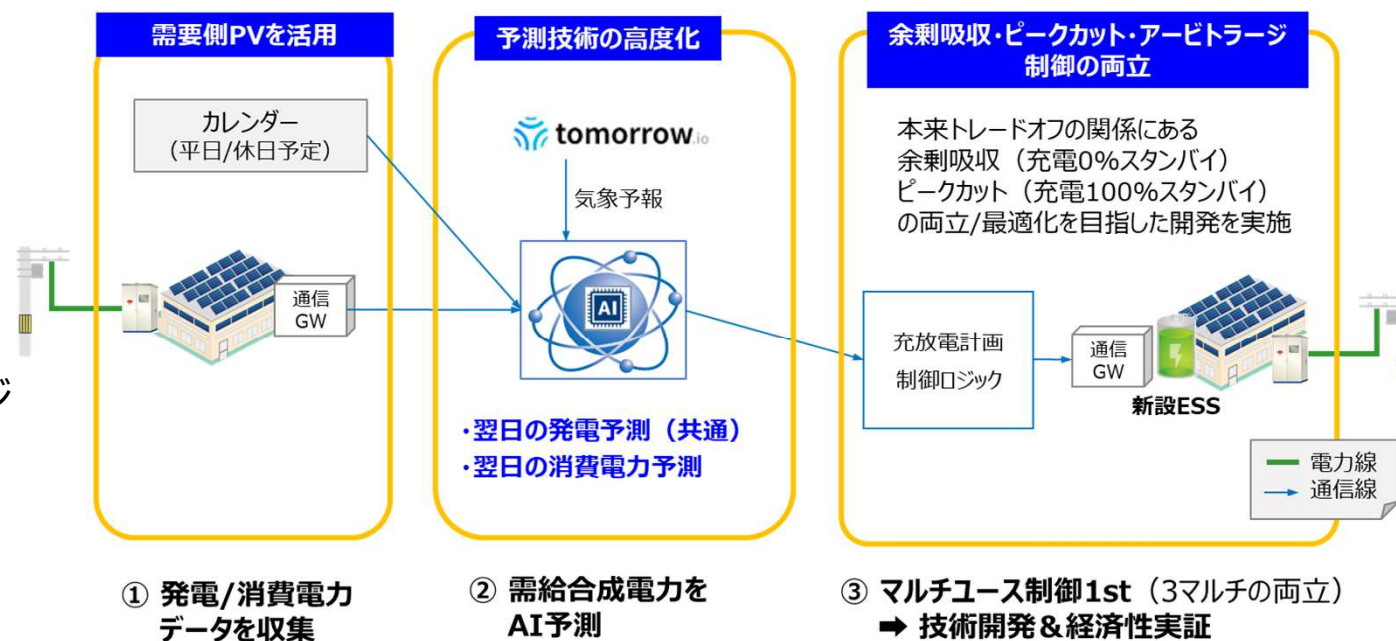 需要側PVを活用
カレンダー
（平日/休日予定）
通信
GW
ジ
① 発電/消費電力
データを収集
予測技術の高度化
tomorrow.io
気象予報
AI
・翌日の発電予測（共通）
・翌日の消費電力予測
② 需給合成電力を
AI予測
余剰吸収・ピークカット・アービトラージ
制御の両立
本来トレードオフの関係にある
余剰吸収（充電0%スタンバイ）
ピークカット（充電100%スタンバイ）
の両立/最適化を目指した開発を実施
充放電計画
制御ロジック
通信
GW
新設ESS
電力線
通信線
③ マルチユース制御1st（3マルチの両立）
➡ 技術開発＆経済性実証